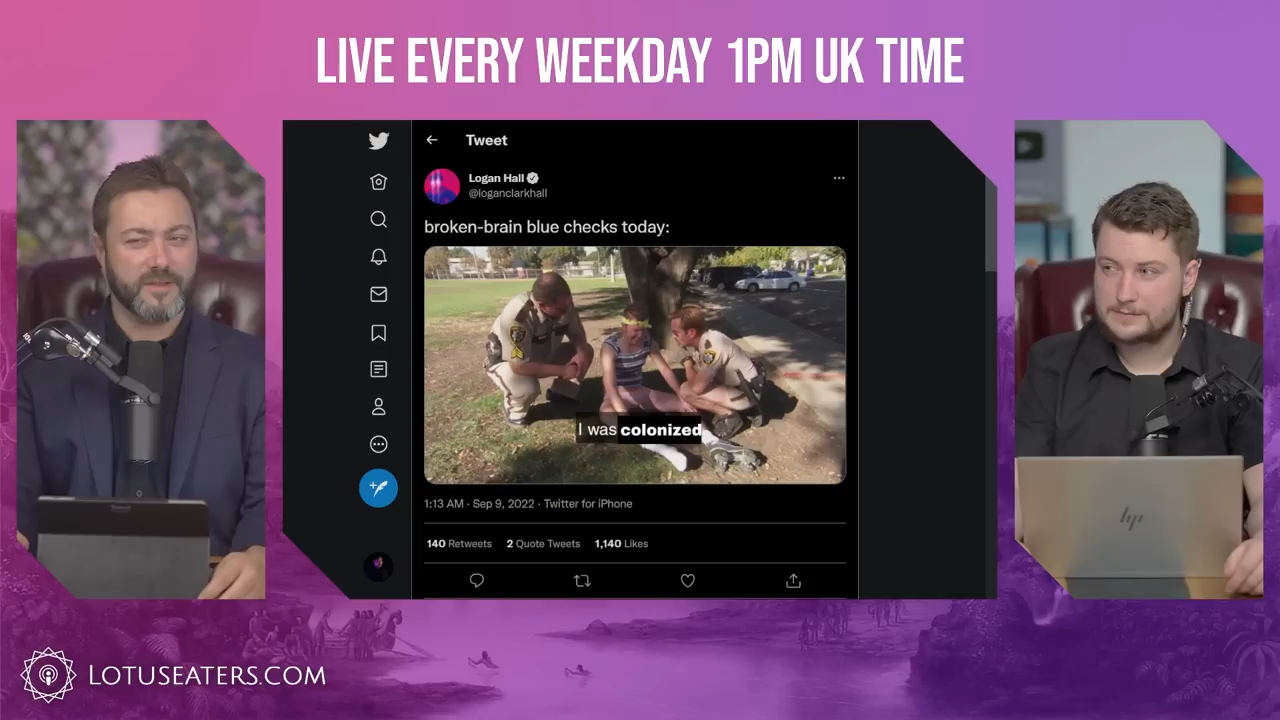 LIVE EVERY WEEKDAY 1PM UK TIME
Tweet
Logan Hall
@loganclarkhall
broken-brain blue checks today:
I was colonized
1:13 AM · Sep 9, 2022 · Twitter for iPhone
140 Retweets 2 Quote Tweets 1,140 Likes
hp
LOTUSEATERS.COM